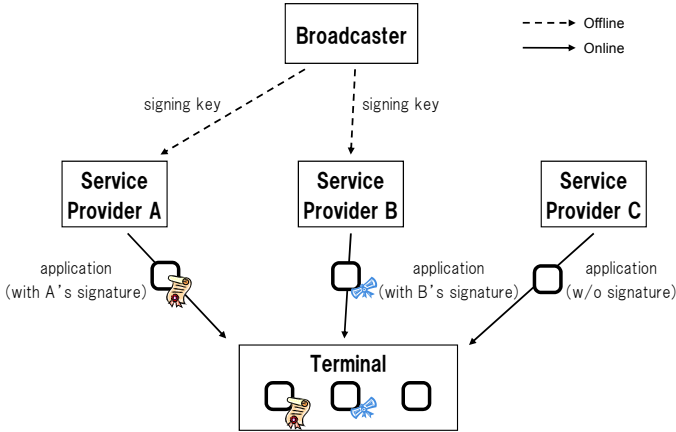 Broadcaster
Offline
Online
signing key
signing key
Service
Provider A
Service
Provider B
Service
Provider C
application
(with A's signature)
application
(with B's signature)
application
(w/o signature)
Terminal